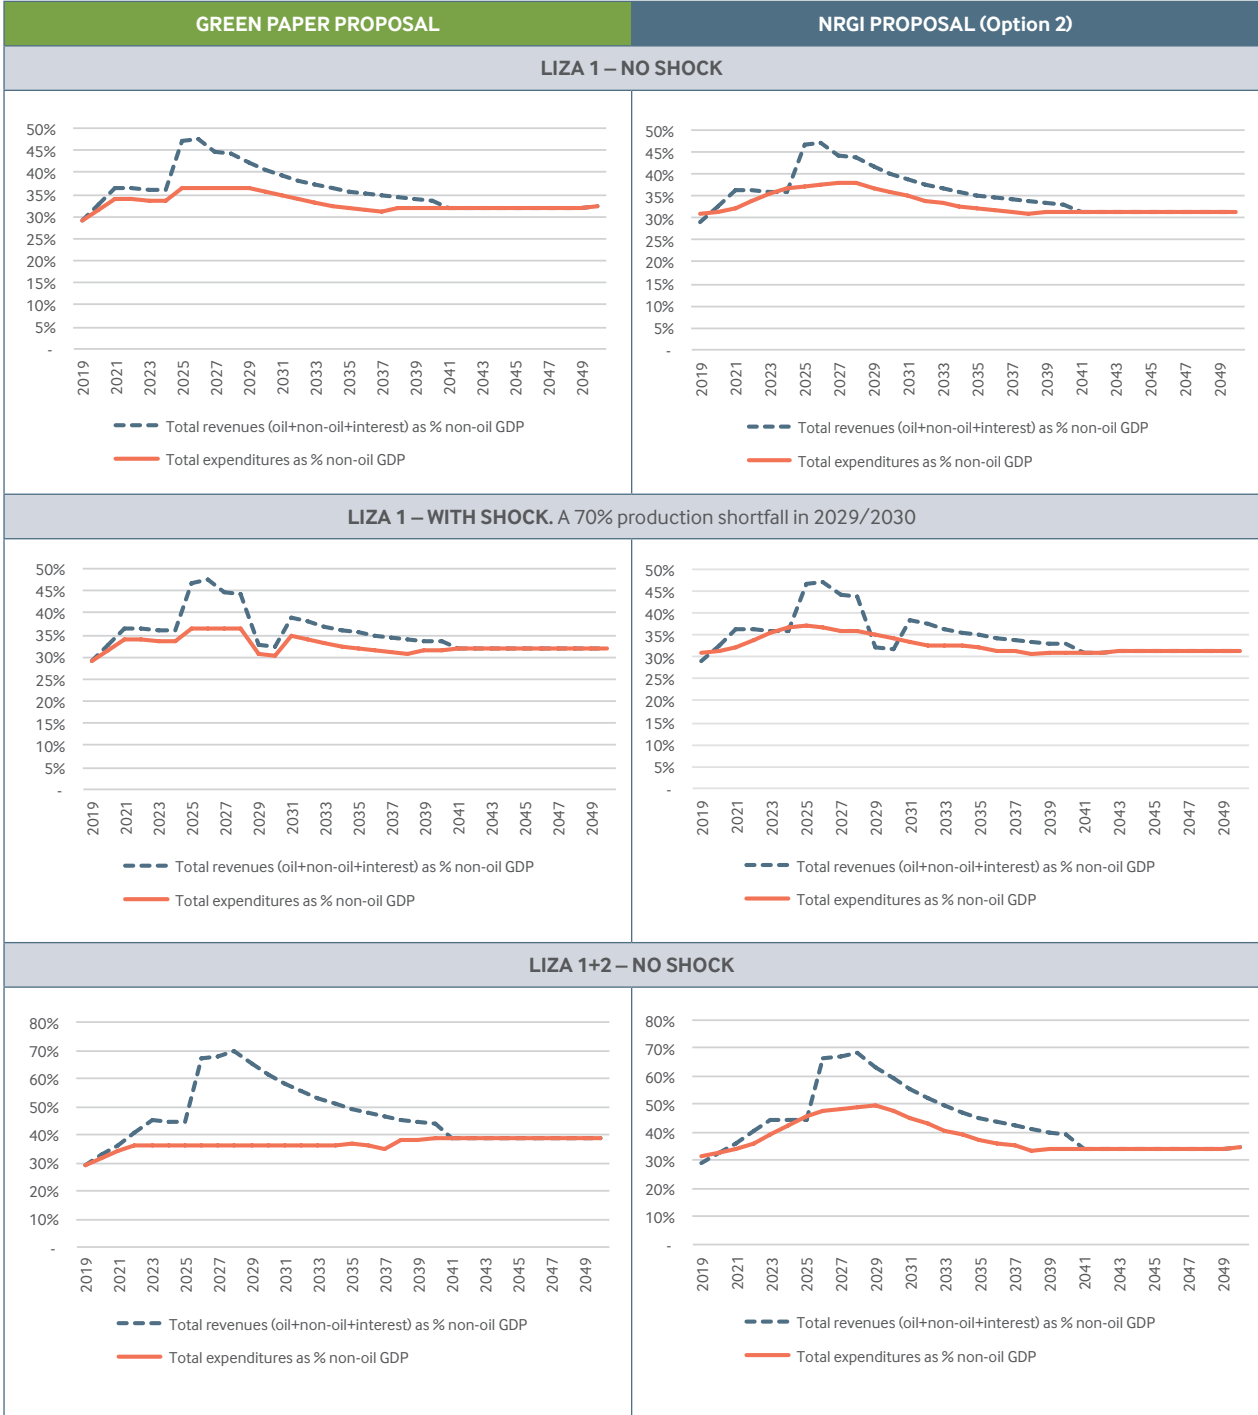 GREEN PAPER PROPOSAL
NRGI PROPOSAL (Option 2)
LIZA 1 – NO SHOCK
50%
45%
40%
35%
30%
25%
20%
15%
10%
5%
-
2019 2021 2023 2025 2027 2029 2031 2033 2035 2037 2039 2041 2043 2045 2047 2049
Total revenues (oil+non-oil+interest) as % non-oil GDP
Total expenditures as % non-oil GDP
50%
45%
40%
35%
30%
25%
20%
15%
10%
5%
-
2019 2021 2023 2025 2027 2029 2031 2033 2035 2037 2039 2041 2043 2045 2047 2049
Total revenues (oil+non-oil+interest) as % non-oil GDP
Total expenditures as % non-oil GDP
LIZA 1 – WITH SHOCK. A 70% production shortfall in 2029/2030
50%
45%
40%
35%
30%
25%
20%
15%
10%
5%
-
2019 2021 2023 2025 2027 2029 2031 2033 2035 2037 2039 2041 2043 2045 2047 2049
Total revenues (oil+non-oil+interest) as % non-oil GDP
Total expenditures as % non-oil GDP
50%
45%
40%
35%
30%
25%
20%
15%
10%
5%
-
2019 2021 2023 2025 2027 2029 2031 2033 2035 2037 2039 2041 2043 2045 2047 2049
Total revenues (oil+non-oil+interest) as % non-oil GDP
Total expenditures as % non-oil GDP
LIZA 1+2 – NO SHOCK
80%
70%
60%
50%
40%
30%
20%
10%
-
2019 2021 2023 2025 2027 2029 2031 2033 2035 2037 2039 2041 2043 2045 2047 2049
Total revenues (oil+non-oil+interest) as % non-oil GDP
Total expenditures as % non-oil GDP
80%
70%
60%
50%
40%
30%
20%
10%
-
2019 2021 2023 2025 2027 2029 2031 2033 2035 2037 2039 2041 2043 2045 2047 2049
Total revenues (oil+non-oil+interest) as % non-oil GDP
Total expenditures as % non-oil GDP